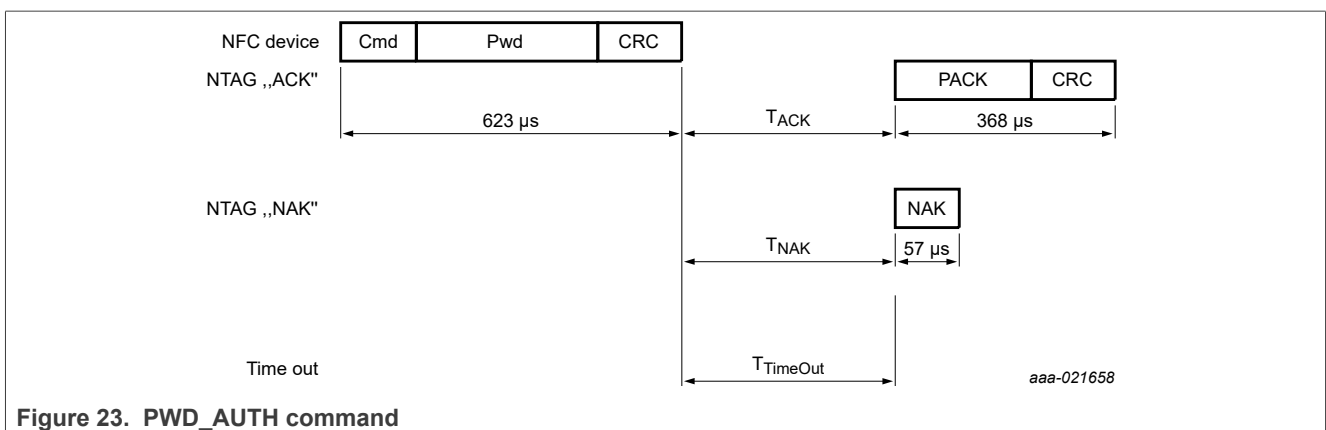 NFC device Cmd Pwd CRC
NTAG ,,ACK" PACK CRC
623 µs TACK 368 µs
NTAG ,,NAK" NAK
TNAK 57 µs
Time out TTimeOut aaa-021658
Figure 23. PWD_AUTH command